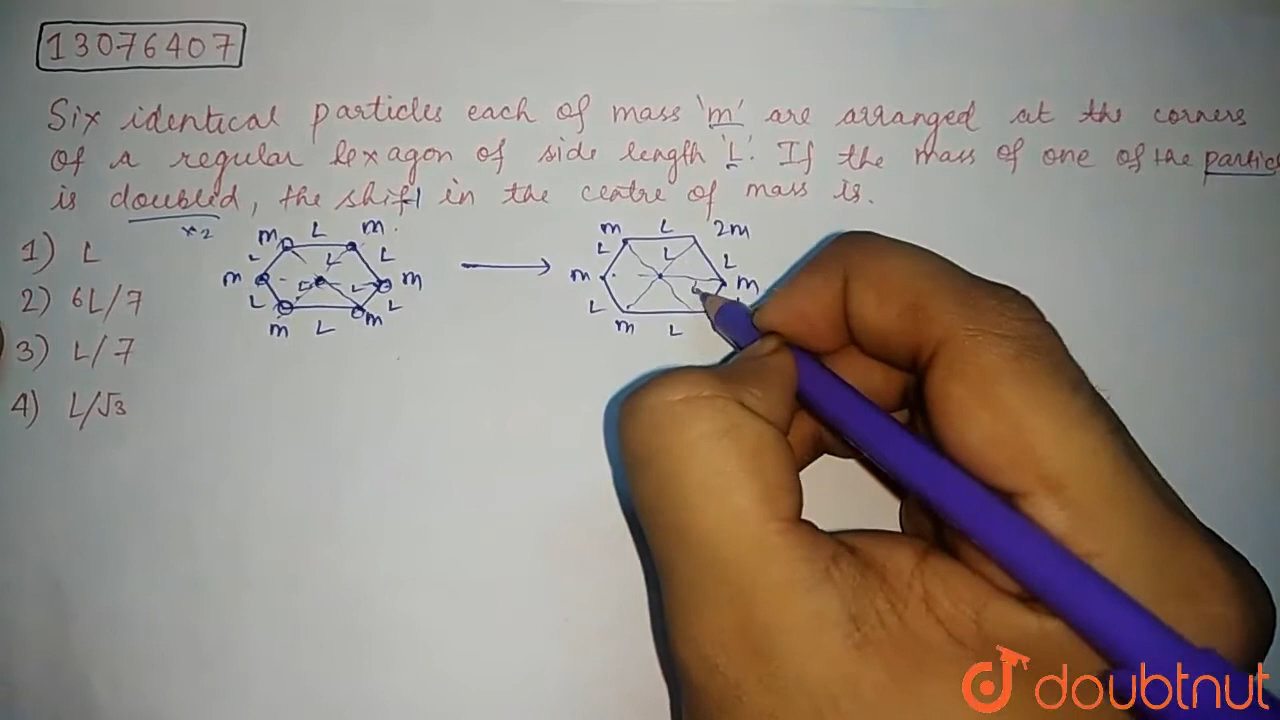 13076407
Six identical particles each of mass 'm' are arranged at the corners
of a regular hexagon of side length 'L'. If the mass of one of the particle
is doubled, the shift in the centre of mass is.
x2
1) L
2) 6L/7
3) L/7
4) L/√3
m L m.
L L L
m L L m
L L
m L m
m L 2m
L L L
m L m
L
m L
doubtnut